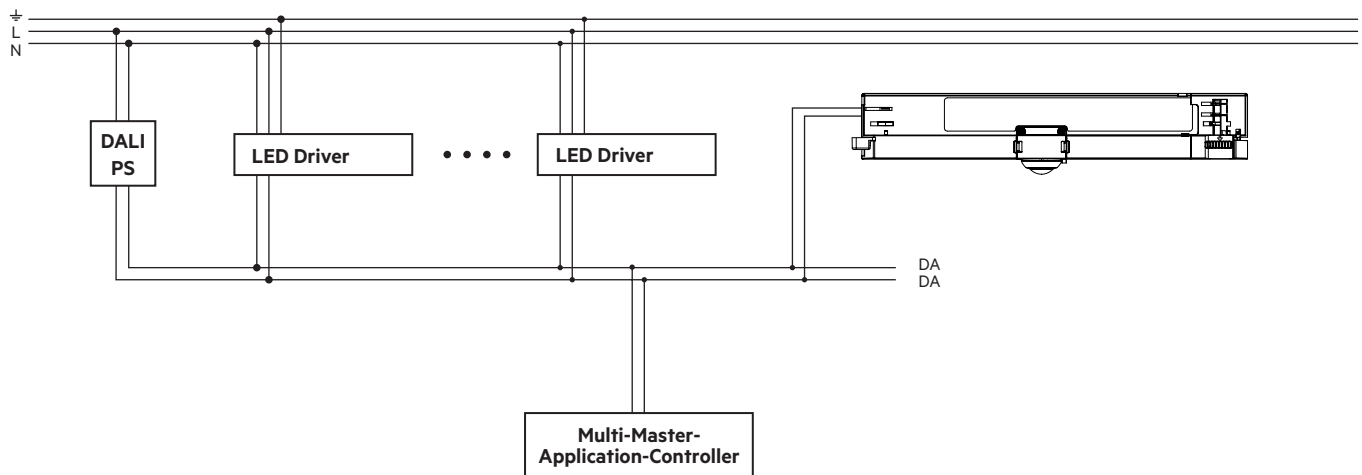 L
N
DALI
PS
LED Driver
LED Driver
DA
DA
Multi-Master-
Application-Controller